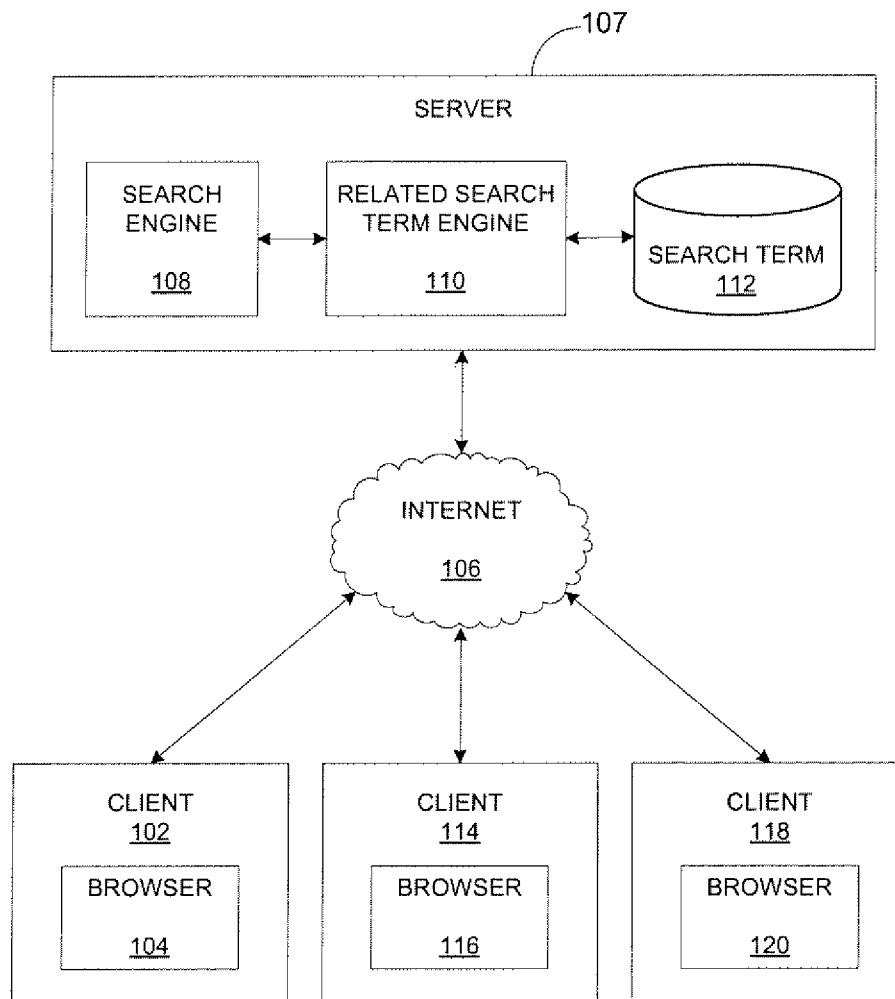 107
SERVER
SEARCH
ENGINE
108
RELATED SEARCH
TERM ENGINE
110
SEARCH TERM
112
INTERNET
106
CLIENT
102
BROWSER
104
CLIENT
114
BROWSER
116
CLIENT
118
BROWSER
120